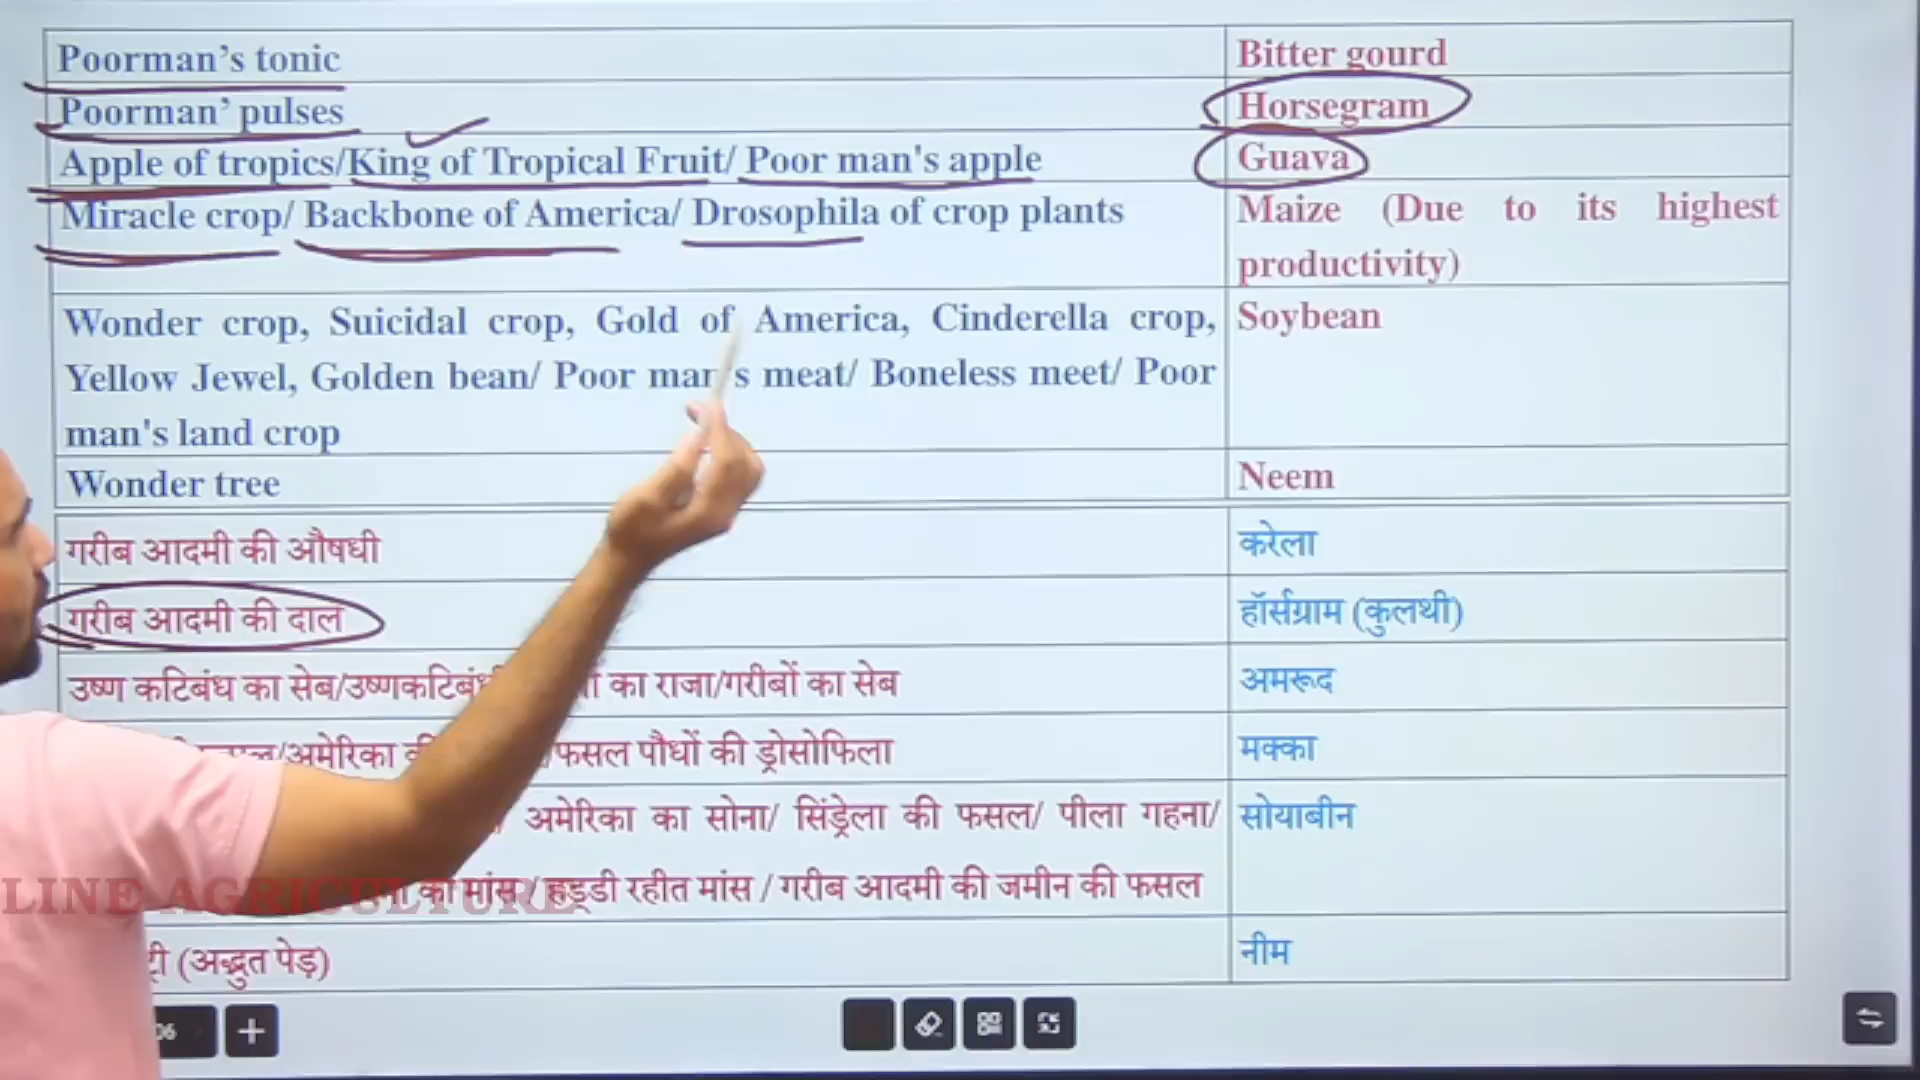 Poorman's tonic Bitter gourd
Poorman' pulses Horsegram
Apple of tropics/King of Tropical Fruit/ Poor man's apple Guava
Miracle crop/ Backbone of America/ Drosophila of crop plants Maize (Due to its highest
productivity)
Wonder crop, Suicidal crop, Gold of America, Cinderella crop, Soybean
Yellow Jewel, Golden bean/ Poor man's meat/ Boneless meet/ Poor
man's land crop
Wonder tree Neem
गरीब आदमी की औषधी करेला
गरीब आदमी की दाल हॉर्सग्राम (कुलथी)
उष्ण कटिबंध का सेब/उष्णकटिबंधी का राजा/गरीबों का सेब अमरूद
/अमेरिका की /फसल पौधों की ड्रोसोफिला मक्का
अमेरिका का सोना/ सिंड्रेला की फसल/ पीला गहना/ सोयाबीन
का मांस / हड्डी रहीत मांस / गरीब आदमी की जमीन की फसल
LINE AGRICULTURE
(अद्भुत पेड़) नीम
06